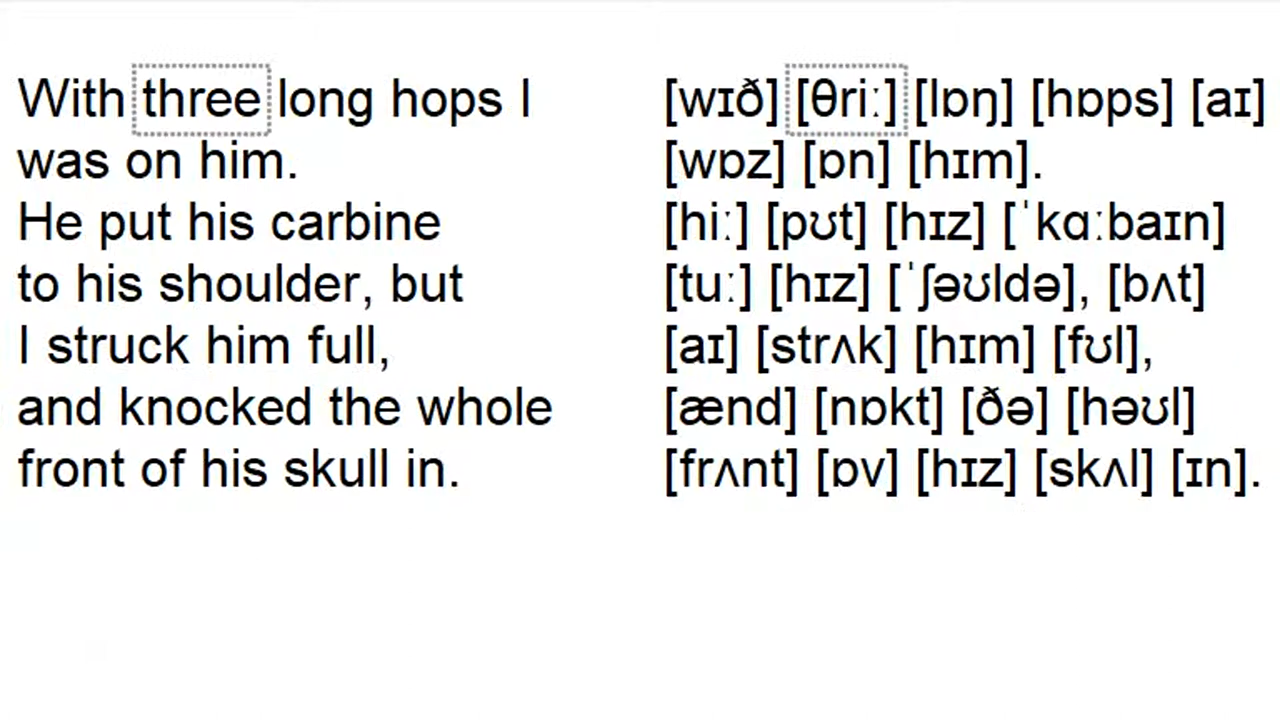 With three long hops I
was on him.
He put his carbine
to his shoulder, but
I struck him full,
and knocked the whole
front of his skull in.
[wɪð] [θriː] [lɒŋ] [hɒps] [aɪ]
[wɒz] [ɒn] [hɪm].
[hiː] [pʊt] [hɪz] [ˈkɑːbaɪn]
[tuː] [hɪz] [ˈʃəʊldə], [bʌt]
[aɪ] [strʌk] [hɪm] [fʊl],
[ænd] [nɒkt] [ðə] [həʊl]
[frʌnt] [ɒv] [hɪz] [skʌl] [ɪn].